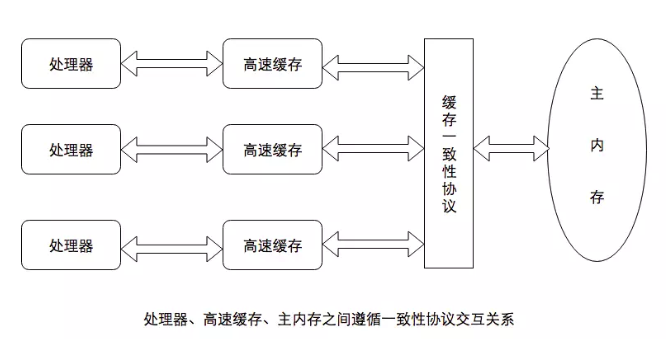 处理器
高速缓存
处理器
高速缓存
处理器
高速缓存
缓存一致性协议
主内存
处理器、高速缓存、主内存之间遵循一致性协议交互关系